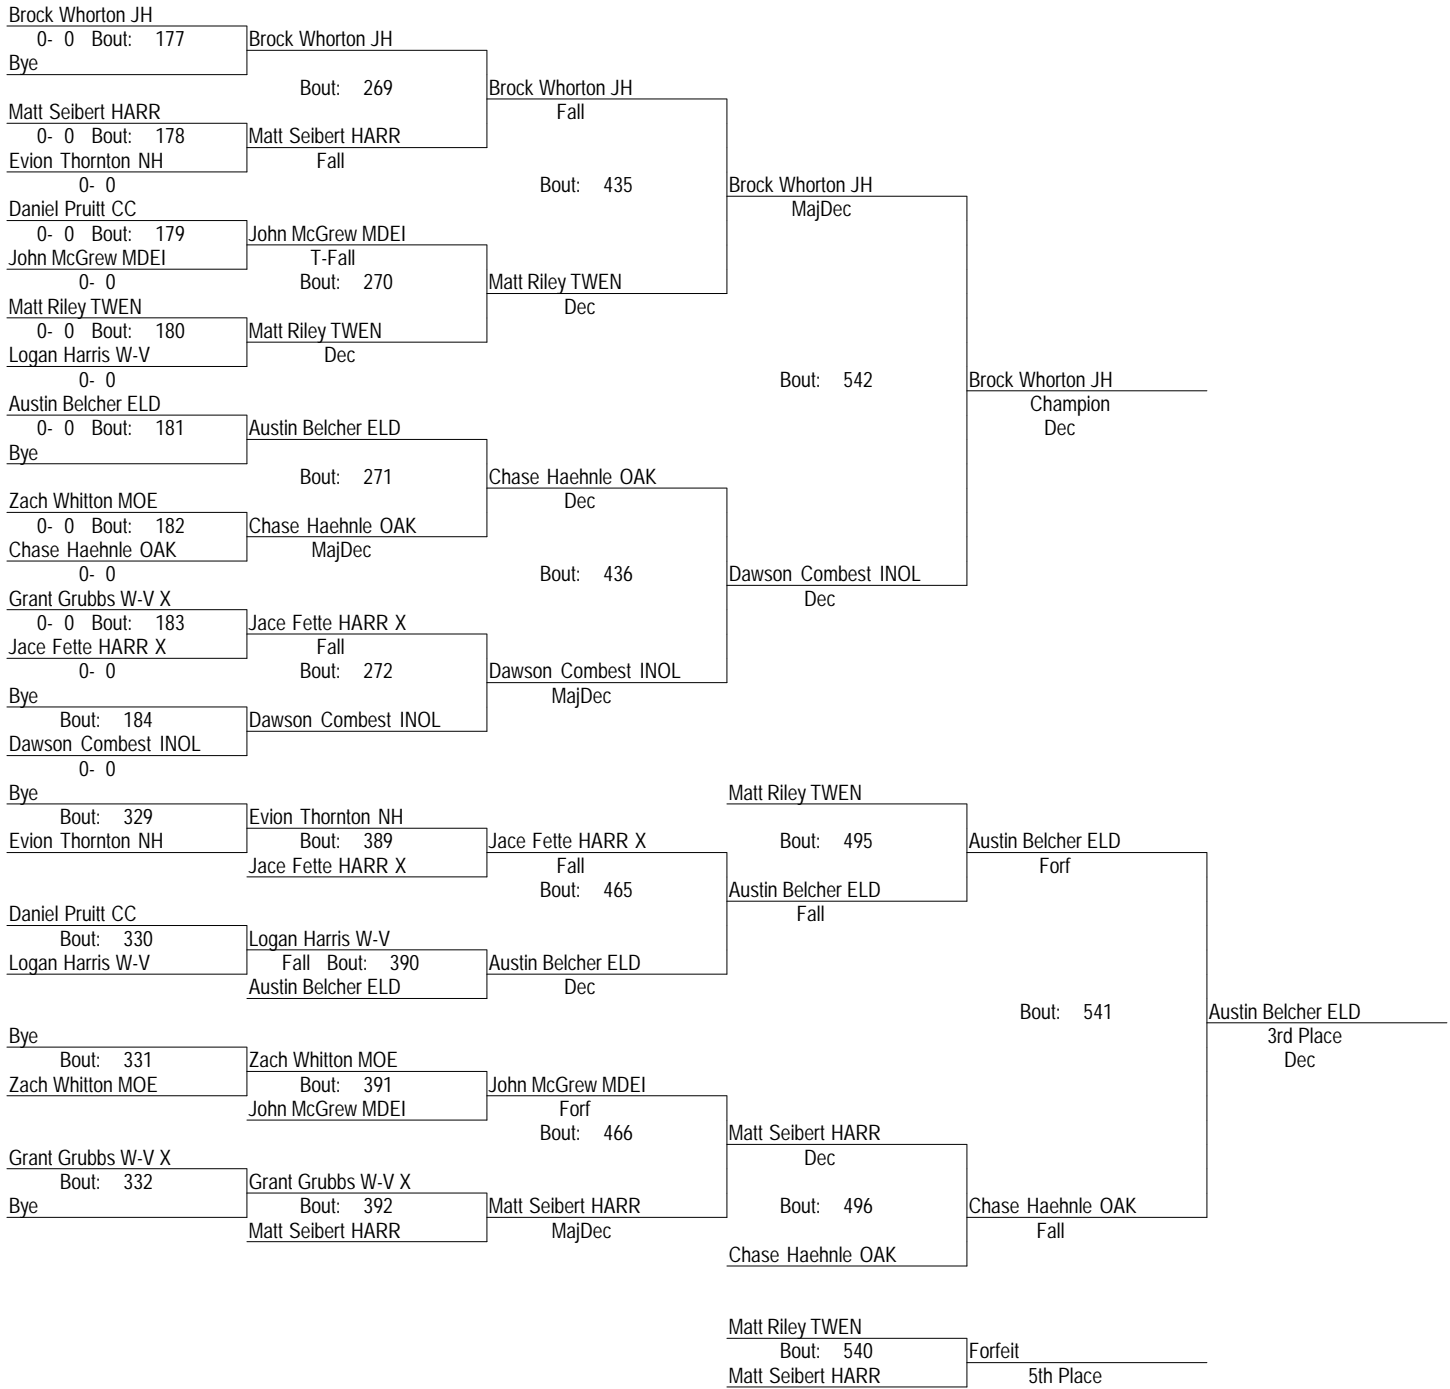 Brock Whorton JH
0- 0 Bout: 177 Brock Whorton JH
Bye
Bout: 269 Brock Whorton JH
Matt Seibert HARR Fall
0- 0 Bout: 178 Matt Seibert HARR
Evion Thornton NH Fall
0- 0 Bout: 435 Brock Whorton JH
Daniel Pruitt CC MajDec
0- 0 Bout: 179 John McGrew MDEI
John McGrew MDEI T-Fall
0- 0 Bout: 270 Matt Riley TWEN
Matt Riley TWEN Dec
0- 0 Bout: 180 Matt Riley TWEN
Logan Harris W-V Dec
0- 0 Bout: 542 Brock Whorton JH
Austin Belcher ELD Champion
0- 0 Bout: 181 Austin Belcher ELD Dec
Bye
Bout: 271 Chase Haehnle OAK
Zach Whitton MOE Dec
0- 0 Bout: 182 Chase Haehnle OAK
Chase Haehnle OAK MajDec
0- 0 Bout: 436 Dawson Combest INOL
Grant Grubbs W-V X Dec
0- 0 Bout: 183 Jace Fette HARR X
Jace Fette HARR X Fall
0- 0 Bout: 272 Dawson Combest INOL
Bye MajDec
Bout: 184 Dawson Combest INOL
Dawson Combest INOL
0- 0
Bye Matt Riley TWEN
Bout: 329 Evion Thornton NH
Evion Thornton NH Bout: 389 Jace Fette HARR X Bout: 495 Austin Belcher ELD
Jace Fette HARR X Fall Forf
Bout: 465 Austin Belcher ELD
Daniel Pruitt CC Fall
Bout: 330 Logan Harris W-V
Logan Harris W-V Fall Bout: 390 Austin Belcher ELD
Austin Belcher ELD Dec
Bout: 541 Austin Belcher ELD
Bye 3rd Place
Bout: 331 Zach Whitton MOE Dec
Zach Whitton MOE Bout: 391 John McGrew MDEI
John McGrew MDEI Forf
Bout: 466 Matt Seibert HARR
Grant Grubbs W-V X Dec
Bout: 332 Grant Grubbs W-V X
Bye Bout: 392 Matt Seibert HARR Bout: 496 Chase Haehnle OAK
Matt Seibert HARR MajDec Fall
Chase Haehnle OAK
Matt Riley TWEN
Bout: 540 Forfeit
Matt Seibert HARR 5th Place